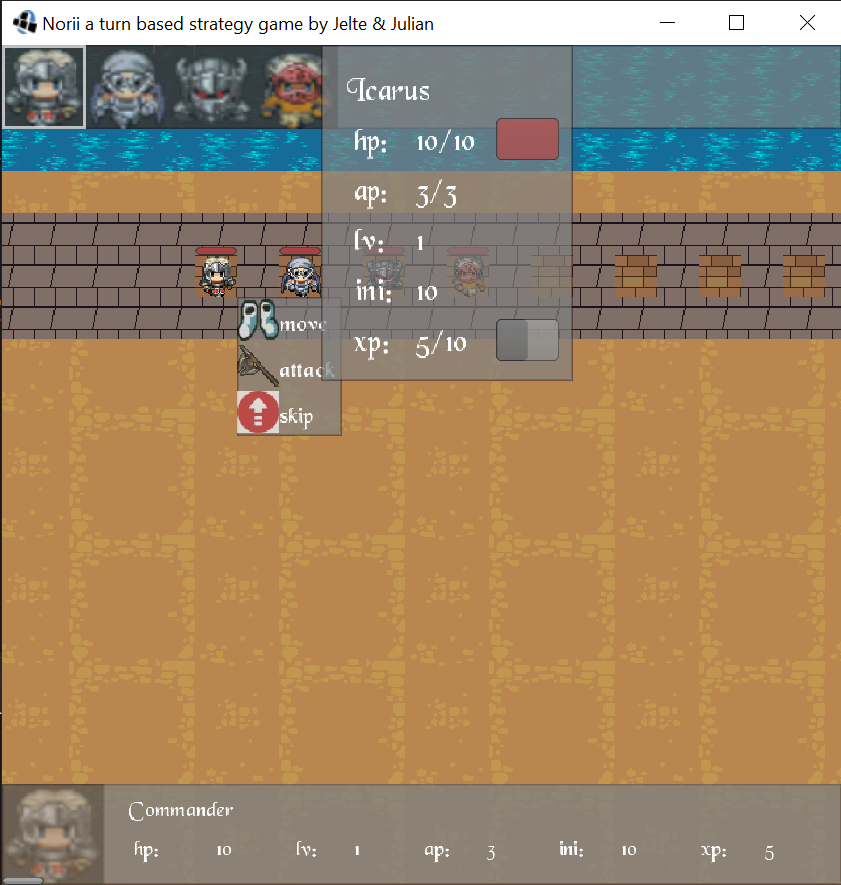 Norii a turn based strategy game by Jelte & Julian
Icarus
hp: 10/10
ap: 3/3
lv: 1
ini: 10
xp: 5/10
move
attack
skip
Commander
hp: 10 lv: 1 ap: 3 ini: 10 xp: 5